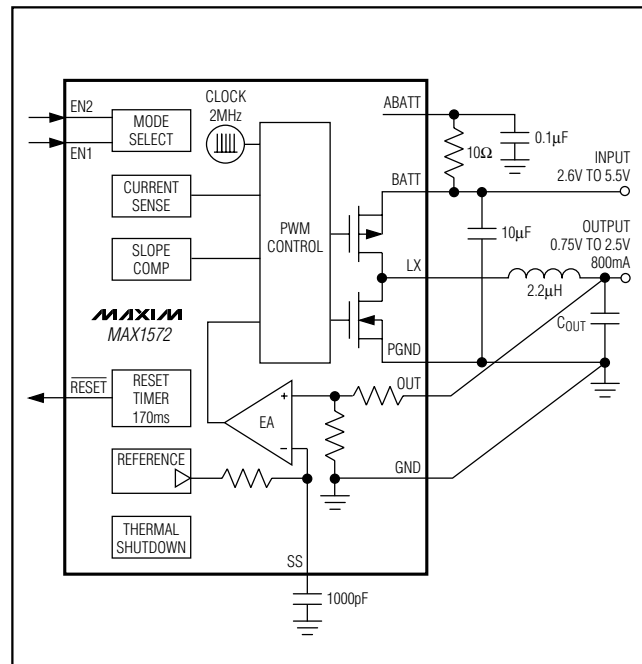 EN2
EN1
MODE
SELECT
CLOCK
2MHz
CURRENT
SENSE
SLOPE
COMP
PWM
CONTROL
MAXIM
MAX1572
RESET
RESET
TIMER
170ms
REFERENCE
THERMAL
SHUTDOWN
EA
+
−
SS
1000pF
ABATT
10Ω
0.1μF
BATT
INPUT
2.6V TO 5.5V
10μF
OUTPUT
0.75V TO 2.5V
800mA
LX
2.2μH
COUT
PGND
OUT
GND